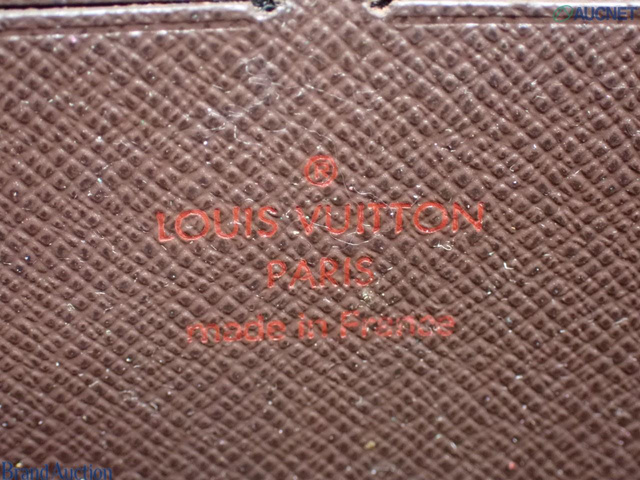 AUCNET
®
LOUIS VUITTON
PARIS
made in France
Brand Auction